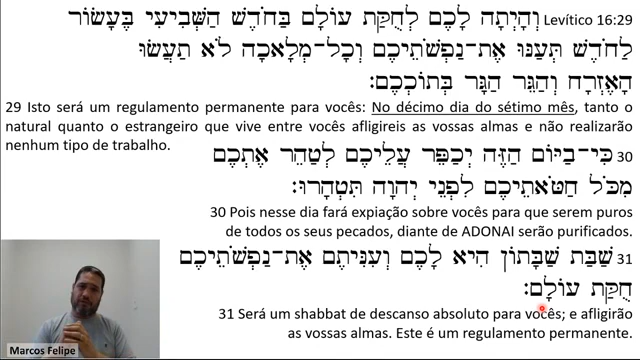 Levítico 16:29 וְהָיְתָה לָכֶם לְחֻקַּת עוֹלָם בַּחֹדֶשׁ הַשְּׁבִיעִי בֶּעָשׂוֹר
לַחֹדֶשׁ תְּעַנּוּ אֶת־נַפְשֹׁתֵיכֶם וְכָל־מְלָאכָה לֹא תַעֲשׂוּ
הָאֶזְרָח וְהַגֵּר הַגָּר בְּתוֹכְכֶם׃
29 Isto será um regulamento permanente para vocês: No décimo dia do sétimo mês, tanto o
natural quanto o estrangeiro que vive entre vocês afligireis as vossas almas e não realizarão
nenhum tipo de trabalho.
30 כִּי־בַיּוֹם הַזֶּה יְכַפֵּר עֲלֵיכֶם לְטַהֵר אֶתְכֶם
מִכֹּל חַטֹּאתֵיכֶם לִפְנֵי יְהוָה תִּטְהָרוּ׃
30 Pois nesse dia fará expiação sobre vocês para que serem puros
de todos os seus pecados, diante de ADONAI serão purificados.
31 שַׁבַּת שַׁבָּתוֹן הִיא לָכֶם וְעִנִּיתֶם אֶת־נַפְשֹׁתֵיכֶם
חֻקַּת עוֹלָם׃
31 Será um shabbat de descanso absoluto para vocês; e afligirão
as vossas almas. Este é um regulamento permanente.
Marcos Felipe